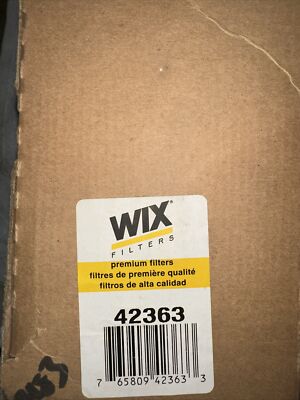 WIX®
FILTERS
premium filters
filtres de première qualité
filtros de alta calidad
42363
7 65809 42363 3